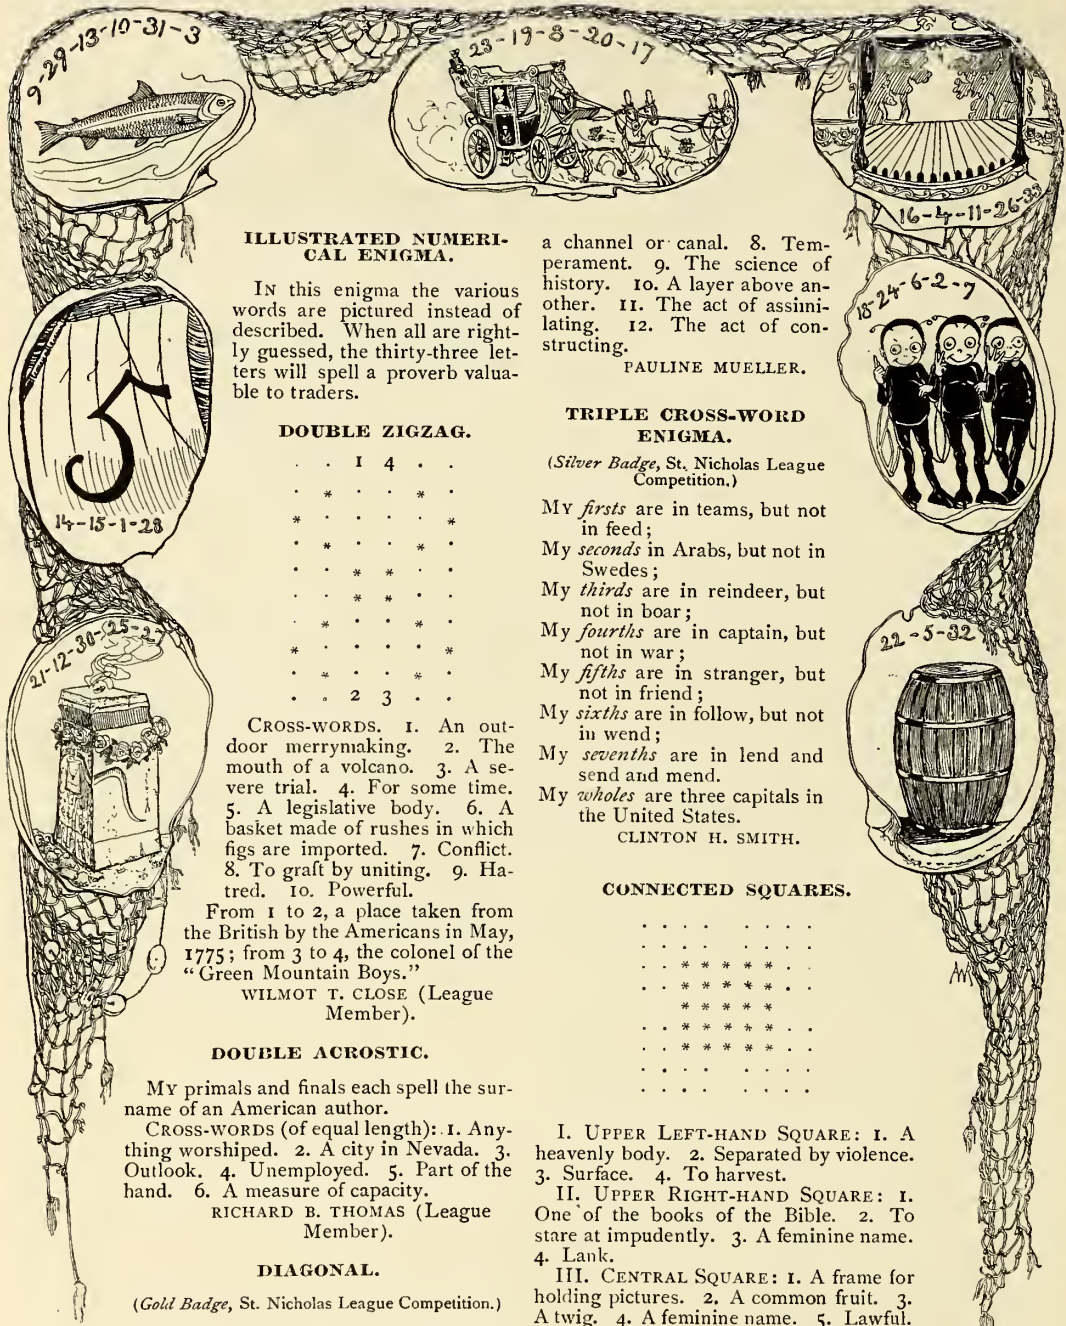 9-29-13-10-31-3
23-19-8-20-17
16-4-11-26-33
ILLUSTRATED NUMERI-
CAL ENIGMA.
IN this enigma the various
words are pictured instead of
described. When all are right-
ly guessed, the thirty-three let-
ters will spell a proverb valua-
ble to traders.
DOUBLE ZIGZAG.
. . 1 4 . .
. * . . * .
* . . . . *
. * . . * .
. . * * . .
. . * * . .
. * . . * .
* . . . . *
. * . . * .
. . 2 3 . .
5
14-15-1-28
21-12-30-25-27
CROSS-WORDS. 1. An out-
door merrymaking. 2. The
mouth of a volcano. 3. A se-
vere trial. 4. For some time.
5. A legislative body. 6. A
basket made of rushes in which
figs are imported. 7. Conflict.
8. To graft by uniting. 9. Ha-
tred. 10. Powerful.
From 1 to 2, a place taken from
the British by the Americans in May,
1775; from 3 to 4, the colonel of the
"Green Mountain Boys."
WILMOT T. CLOSE (League
Member).
DOUBLE ACROSTIC.
MY primals and finals each spell the sur-
name of an American author.
CROSS-WORDS (of equal length): 1. Any-
thing worshiped. 2. A city in Nevada. 3.
Outlook. 4. Unemployed. 5. Part of the
hand. 6. A measure of capacity.
RICHARD B. THOMAS (League
Member).
DIAGONAL.
(Gold Badge, St. Nicholas League Competition.)
a channel or canal. 8. Tem-
perament. 9. The science of
history. 10. A layer above an-
other. 11. The act of assimi-
lating. 12. The act of con-
structing.
PAULINE MUELLER.
TRIPLE CROSS-WORD
ENIGMA.
(Silver Badge, St. Nicholas League
Competition.)
MY firsts are in teams, but not
in feed;
My seconds in Arabs, but not in
Swedes;
My thirds are in reindeer, but
not in boar;
My fourths are in captain, but
not in war;
My fifths are in stranger, but
not in friend;
My sixths are in follow, but not
in wend;
My sevenths are in lend and
send and mend.
My wholes are three capitals in
the United States.
CLINTON H. SMITH.
18-24-6-2-7
22-5-32
CONNECTED SQUARES.
. . . . . . . .
. . . . . . . .
. . * * * * * . .
. . * * * * * . .
* * * * *
. . * * * * * . .
. . * * * * * . .
. . . . . . . .
. . . . . . . .
I. UPPER LEFT-HAND SQUARE: 1. A
heavenly body. 2. Separated by violence.
3. Surface. 4. To harvest.
II. UPPER RIGHT-HAND SQUARE: 1.
One of the books of the Bible. 2. To
stare at impudently. 3. A feminine name.
4. Lank.
III. CENTRAL SQUARE: 1. A frame for
holding pictures. 2. A common fruit. 3.
A twig. 4. A feminine name. 5. Lawful.